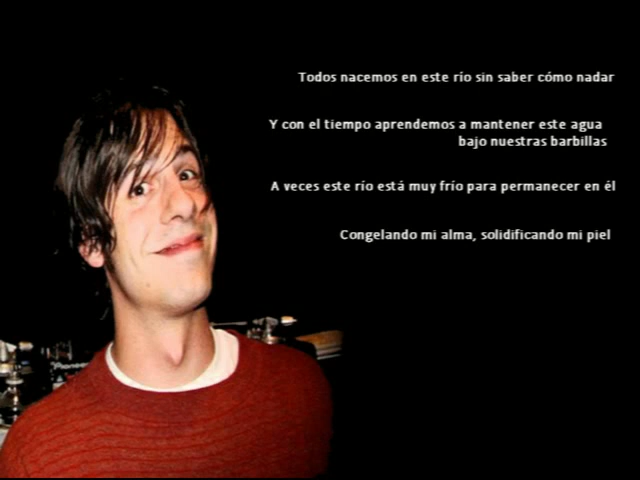 Todos nacemos en este río sin saber cómo nadar
Y con el tiempo aprendemos a mantener este agua
bajo nuestras barbillas
A veces este río está muy frío para permanecer en él
Congelando mi alma, solidificando mi piel
Pioneer